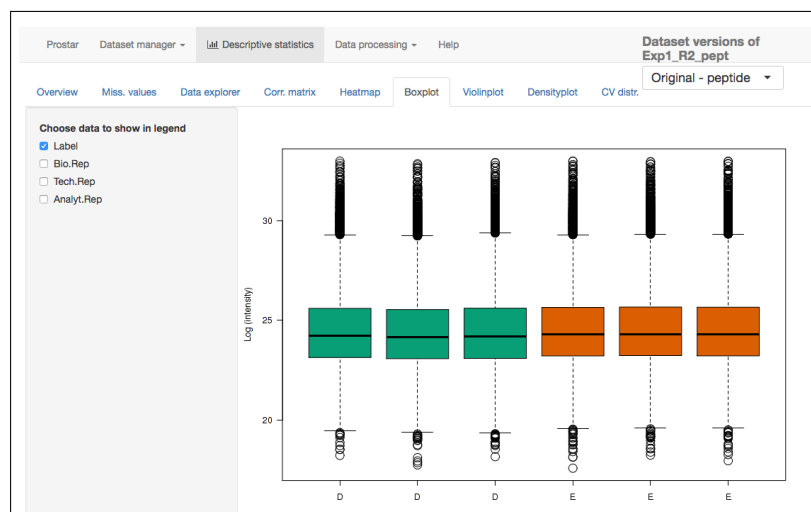 Prostar Dataset manager Descriptive statistics Data processing Help
Dataset versions of
Exp1_R2_pept
Original - peptide
Overview Miss. values Data explorer Corr. matrix Heatmap Boxplot Violinplot Densityplot CV distr.
Choose data to show in legend
Label
Bio.Rep
Tech.Rep
Analyt.Rep
Log (intensity)
30
25
20
D D D E E E